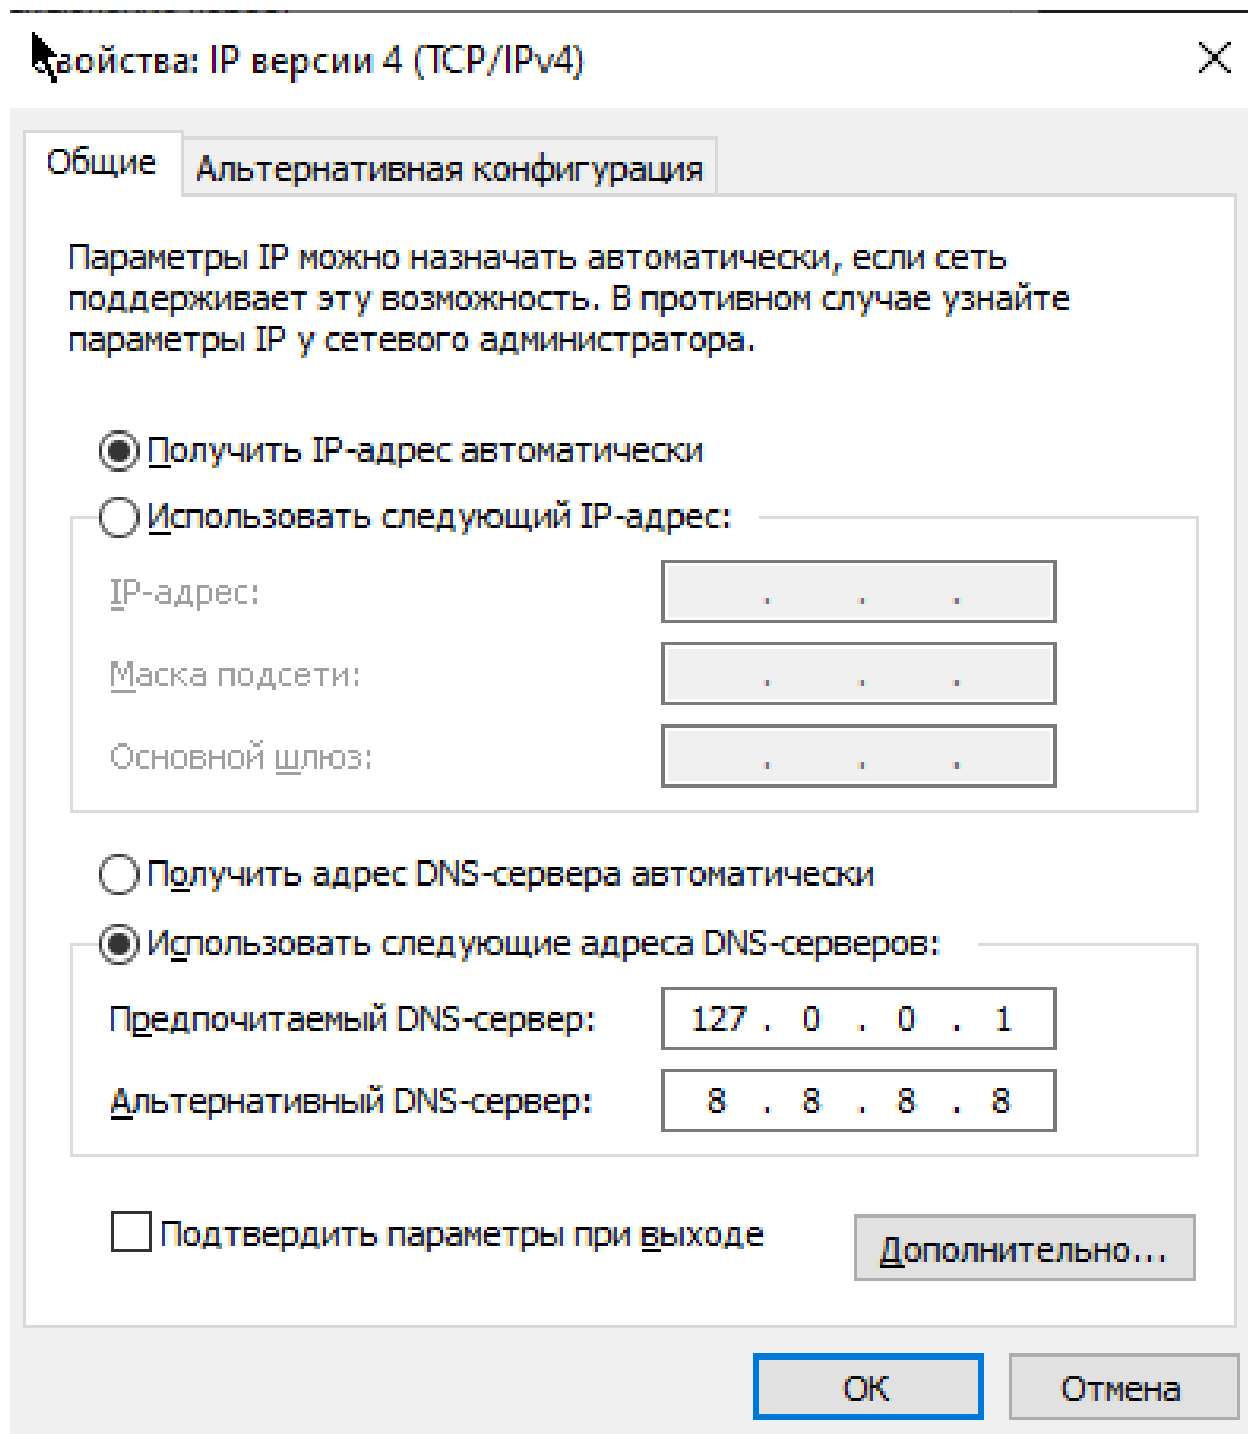 войства: IP версии 4 (TCP/IPv4)
Общие
Альтернативная конфигурация
Параметры IP можно назначать автоматически, если сеть
поддерживает эту возможность. В противном случае узнайте
параметры IP у сетевого администратора.
Получить IP-адрес автоматически
Использовать следующий IP-адрес:
IP-адрес: . . .
Маска подсети: . . .
Основной шлюз: . . .
Получить адрес DNS-сервера автоматически
Использовать следующие адреса DNS-серверов:
Предпочитаемый DNS-сервер: 127 . 0 . 0 . 1
Альтернативный DNS-сервер: 8 . 8 . 8 . 8
Подтвердить параметры при выходе
Дополнительно...
ОК
Отмена